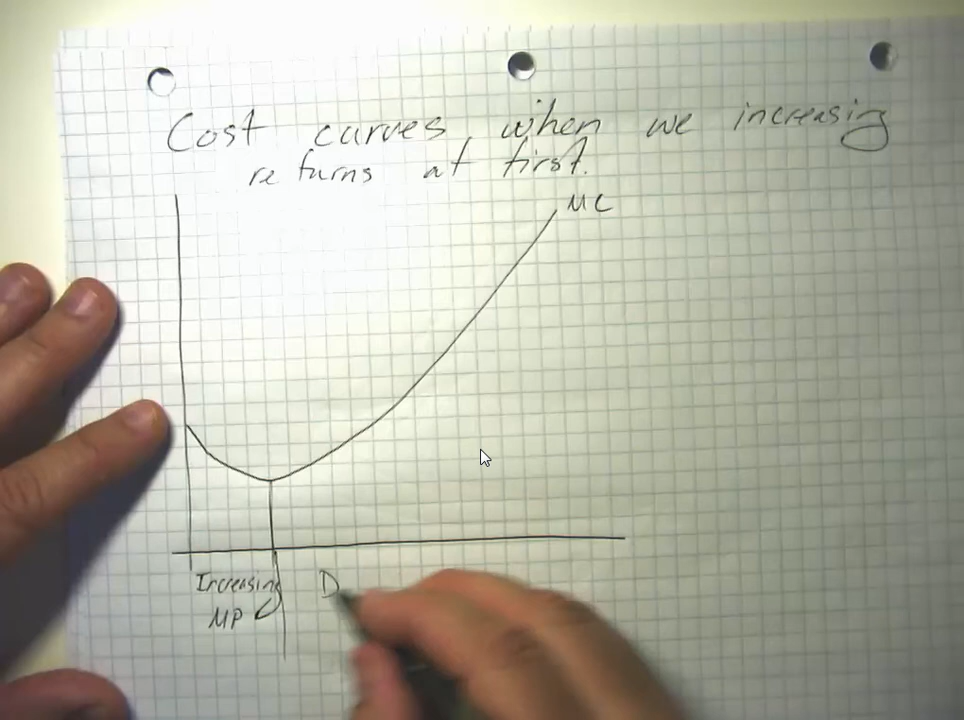 Cost curves, when we increasing
returns at first.
MC
Increasing
MP
D